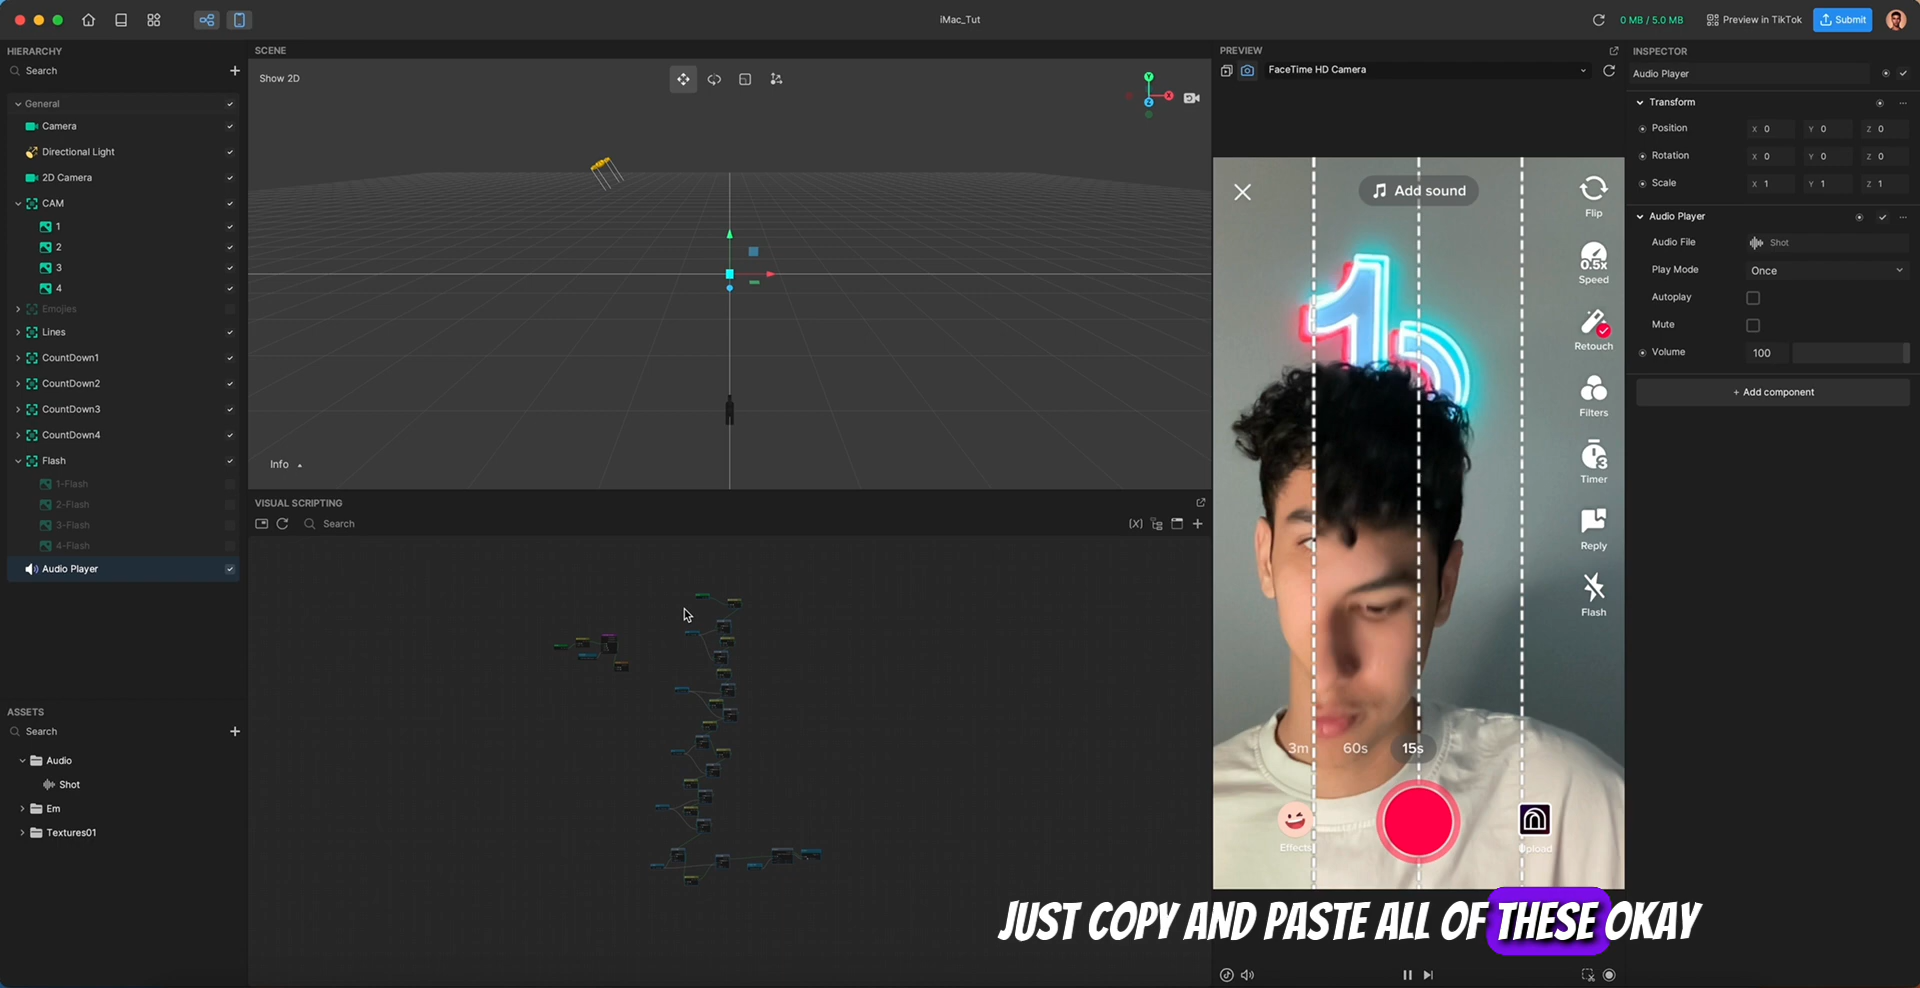 iMac_Tut
0 MB / 5.0 MB
Preview in TikTok
Submit
HIERARCHY
Search
General
Camera
Directional Light
2D Camera
CAM
1
2
3
4
Emojies
Lines
CountDown1
CountDown2
CountDown3
CountDown4
Flash
1-Flash
2-Flash
3-Flash
4-Flash
Audio Player
ASSETS
Search
Audio
Shot
Em
Textures01
SCENE
Show 2D
Y
X
Z
Info
VISUAL SCRIPTING
Search
(X)
PREVIEW
FaceTime HD Camera
Add sound
Flip
0.5x
Speed
Retouch
Filters
3
Timer
Reply
Flash
3m 60s 15s
Effects
Upload
JUST COPY AND PASTE ALL OF THESE OKAY
INSPECTOR
Audio Player
Transform
Position X 0 Y 0 Z 0
Rotation X 0 Y 0 Z 0
Scale X 1 Y 1 Z 1
Audio Player
Audio File Shot
Play Mode Once
Autoplay
Mute
Volume 100
+ Add component